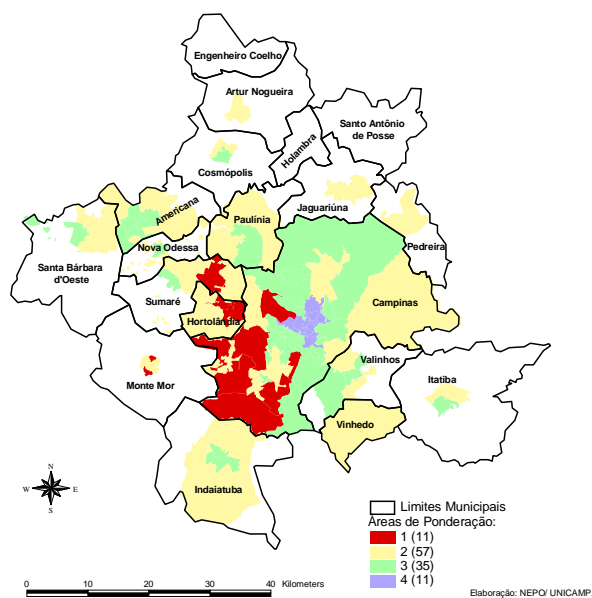 Engenheiro Coelho
Artur Nogueira
Santo Antônio
de Posse
Holambra
Cosmópolis
Jaguariúna
Americana
Paulínia
Nova Odessa
Pedreira
Santa Bárbara
d'Oeste
Sumaré
Hortolândia
Campinas
Monte Mor
Valinhos
Itatiba
Vinhedo
Indaiatuba
N
W E
S
Limites Municipais
Áreas de Ponderação:
1 (11)
2 (57)
3 (35)
4 (11)
0 10 20 30 40 Kilometers
Elaboração: NEPO/ UNICAMP.